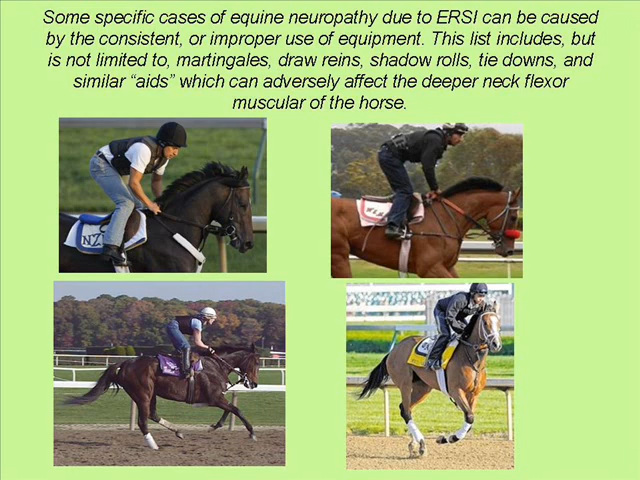 Some specific cases of equine neuropathy due to ERSI can be caused
by the consistent, or improper use of equipment. This list includes, but
is not limited to, martingales, draw reins, shadow rolls, tie downs, and
similar “aids” which can adversely affect the deeper neck flexor
muscular of the horse.
NZ